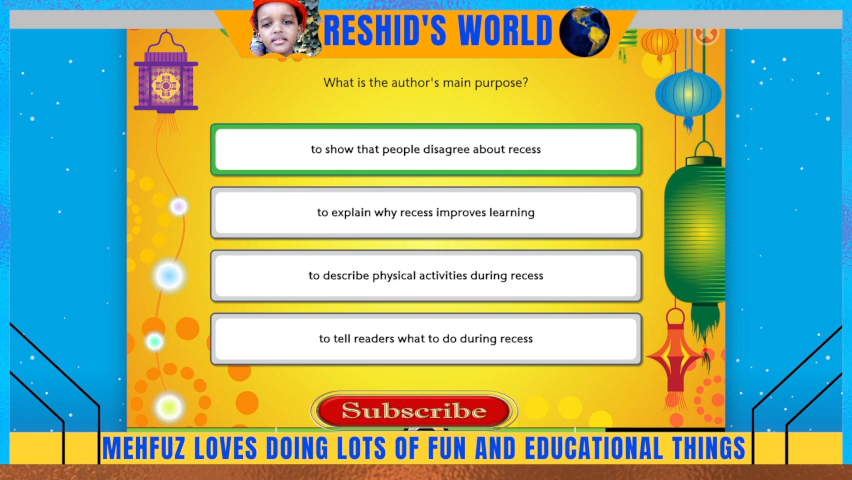 RESHID'S WORLD
What is the author's main purpose?
to show that people disagree about recess
to explain why recess improves learning
to describe physical activities during recess
to tell readers what to do during recess
Subscribe
MEHFUZ LOVES DOING LOTS OF FUN AND EDUCATIONAL THINGS